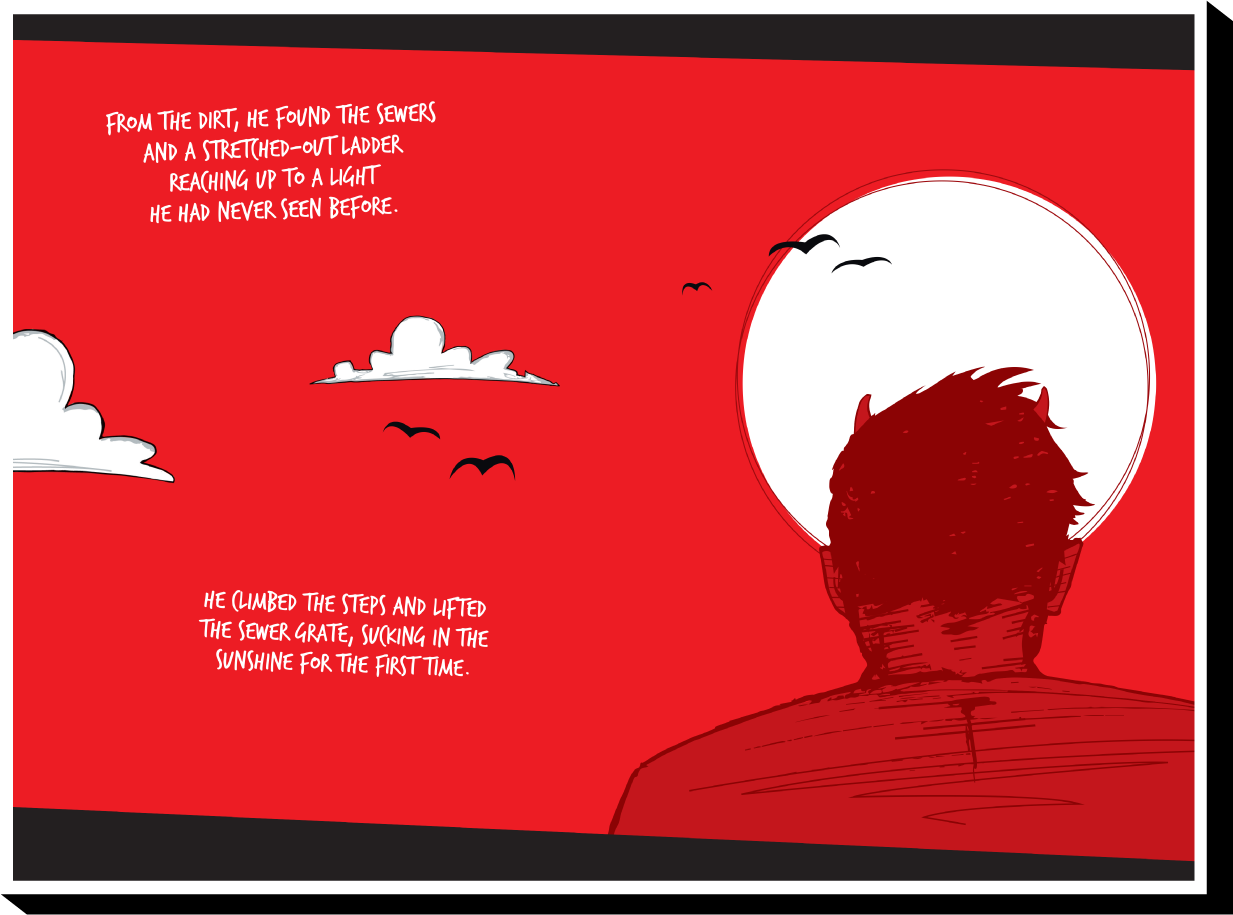 FROM THE DIRT, HE FOUND THE SEWERS
AND A STRETCHED-OUT LADDER
REACHING UP TO A LIGHT
HE HAD NEVER SEEN BEFORE.
HE CLIMBED THE STEPS AND LIFTED
THE SEWER GRATE, SUCKING IN THE
SUNSHINE FOR THE FIRST TIME.